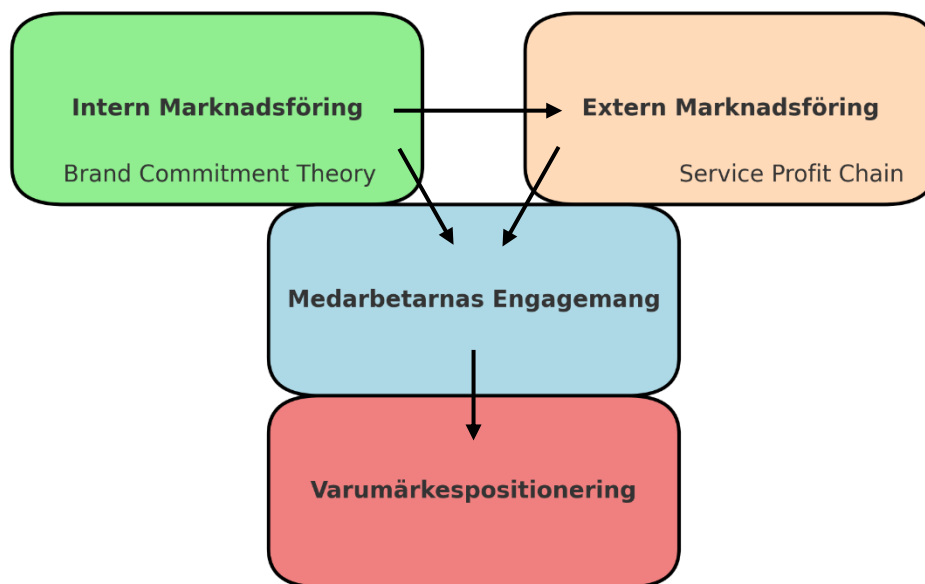 Intern Marknadsföring
Extern Marknadsföring
Brand Commitment Theory
Service Profit Chain
Medarbetarnas Engagemang
Varumärkespositionering